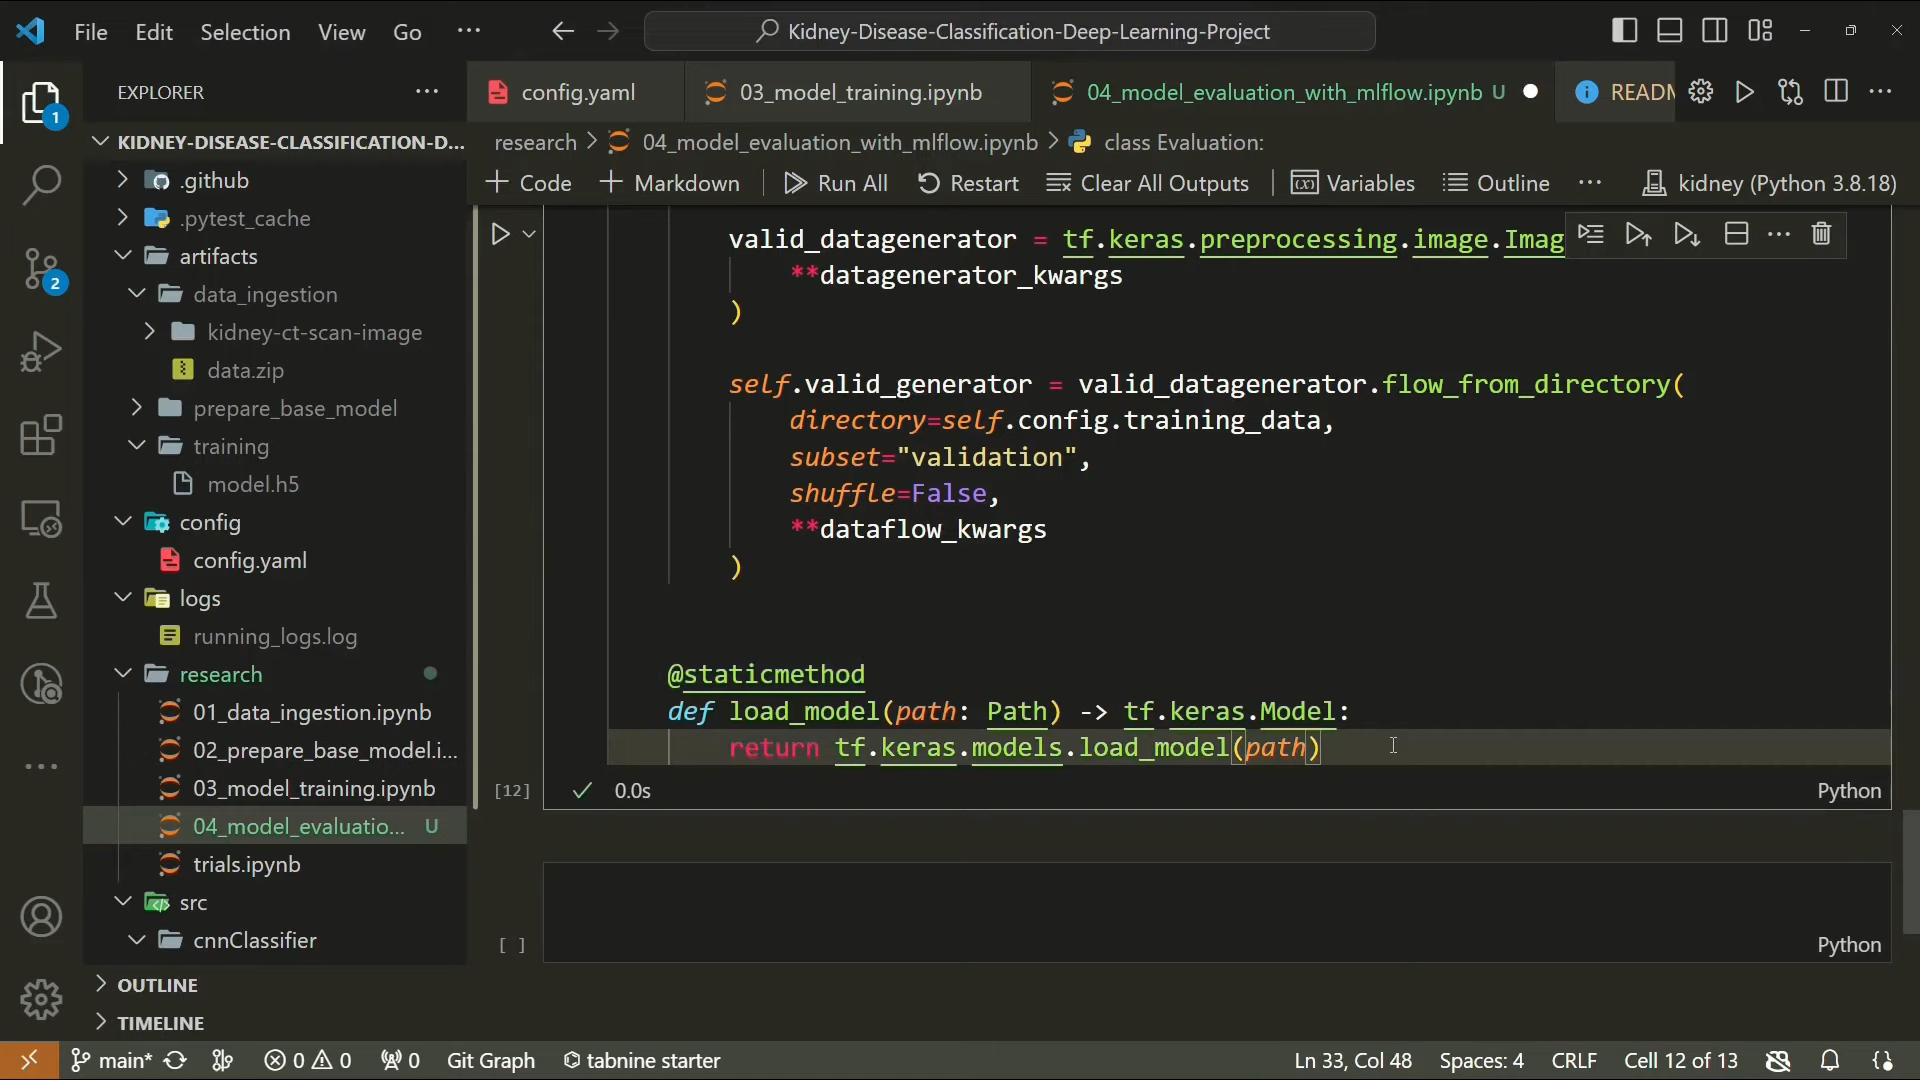 File Edit Selection View Go ···
Kidney-Disease-Classification-Deep-Learning-Project
EXPLORER ···
config.yaml
03_model_training.ipynb
04_model_evaluation_with_mlflow.ipynb U
READM
research > 04_model_evaluation_with_mlflow.ipynb > class Evaluation:
+ Code + Markdown Run All Restart Clear All Outputs Variables Outline ··· kidney (Python 3.8.18)
KIDNEY-DISEASE-CLASSIFICATION-D...
.github
.pytest_cache
artifacts
data_ingestion
kidney-ct-scan-image
data.zip
prepare_base_model
training
model.h5
config
config.yaml
logs
running_logs.log
research
01_data_ingestion.ipynb
02_prepare_base_model.i...
03_model_training.ipynb
04_model_evaluatio... U
trials.ipynb
src
cnnClassifier
OUTLINE
TIMELINE
1
2
valid_datagenerator = tf.keras.preprocessing.image.Imag
**datagenerator_kwargs
)
self.valid_generator = valid_datagenerator.flow_from_directory(
directory=self.config.training_data,
subset="validation",
shuffle=False,
**dataflow_kwargs
)
@staticmethod
def load_model(path: Path) -> tf.keras.Model:
return tf.keras.models.load_model(path)
[12] ✓ 0.0s Python
[ ] Python
main* 0 0 0 Git Graph tabnine starter Ln 33, Col 48 Spaces: 4 CRLF Cell 12 of 13